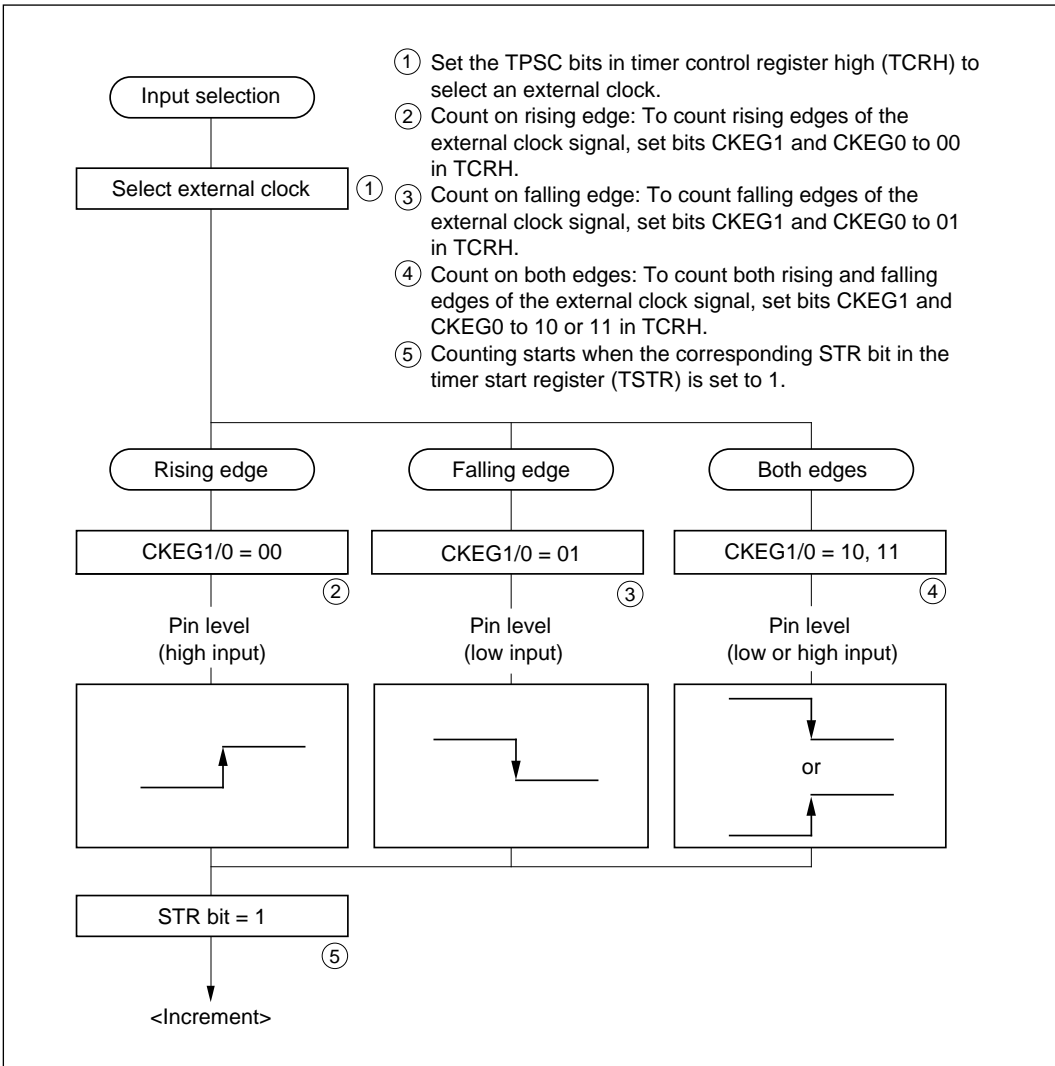 Input selection
Select external clock ①
① Set the TPSC bits in timer control register high (TCRH) to
select an external clock.
② Count on rising edge: To count rising edges of the
external clock signal, set bits CKEG1 and CKEG0 to 00
in TCRH.
③ Count on falling edge: To count falling edges of the
external clock signal, set bits CKEG1 and CKEG0 to 01
in TCRH.
④ Count on both edges: To count both rising and falling
edges of the external clock signal, set bits CKEG1 and
CKEG0 to 10 or 11 in TCRH.
⑤ Counting starts when the corresponding STR bit in the
timer start register (TSTR) is set to 1.
Rising edge
Falling edge
Both edges
CKEG1/0 = 00
CKEG1/0 = 01
CKEG1/0 = 10, 11
②
③
④
Pin level
(high input)
Pin level
(low input)
Pin level
(low or high input)
or
STR bit = 1
⑤
<Increment>